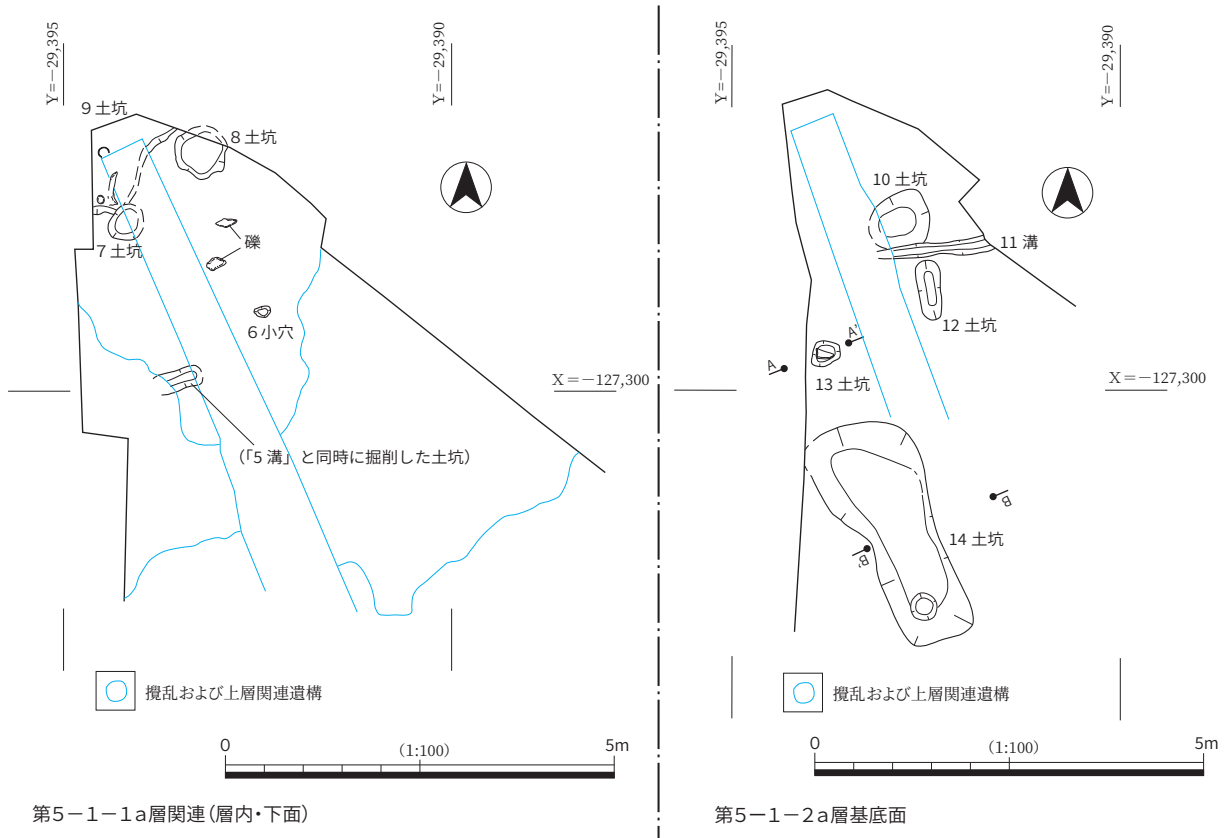 Y=−29,395
Y=−29,390
9 土坑
8 土坑
7 土坑
礫
6 小穴
X=−127,300
(「5 溝」と同時に掘削した土坑)
攪乱および上層関連遺構
0
(1:100)
5m
第5−1−1a層関連(層内・下面)
Y=−29,395
Y=−29,390
10 土坑
11 溝
12 土坑
A
A'
13 土坑
X=−127,300
B
B'
14 土坑
攪乱および上層関連遺構
0
(1:100)
5m
第5−1−2a層基底面